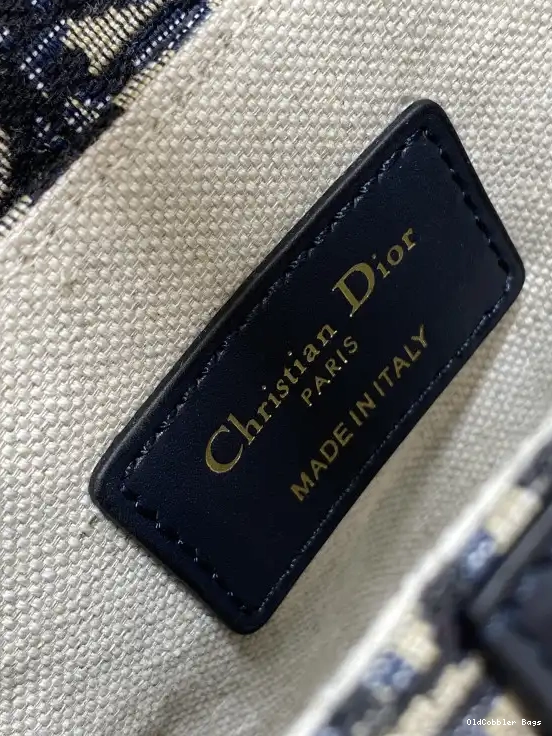 Christian Dior
PARIS
MADE IN ITALY
OldCobbler Bags